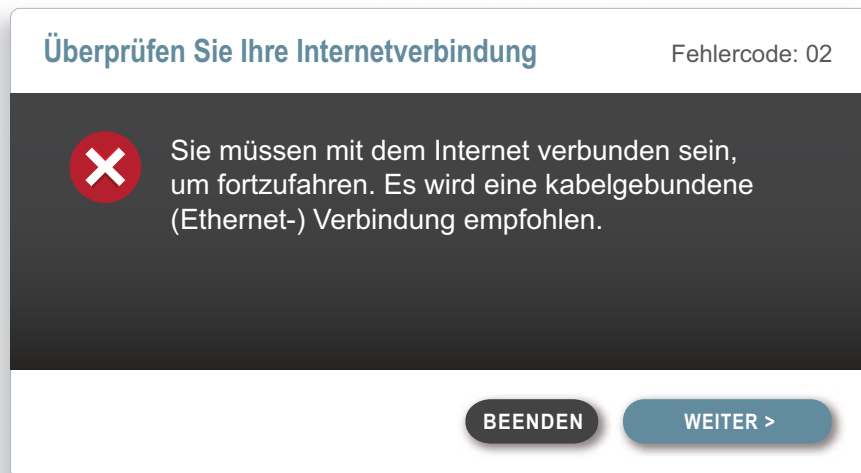 Überprüfen Sie Ihre Internetverbindung
Fehlercode: 02
Sie müssen mit dem Internet verbunden sein,
um fortzufahren. Es wird eine kabelgebundene
(Ethernet-) Verbindung empfohlen.
BEENDEN
WEITER >